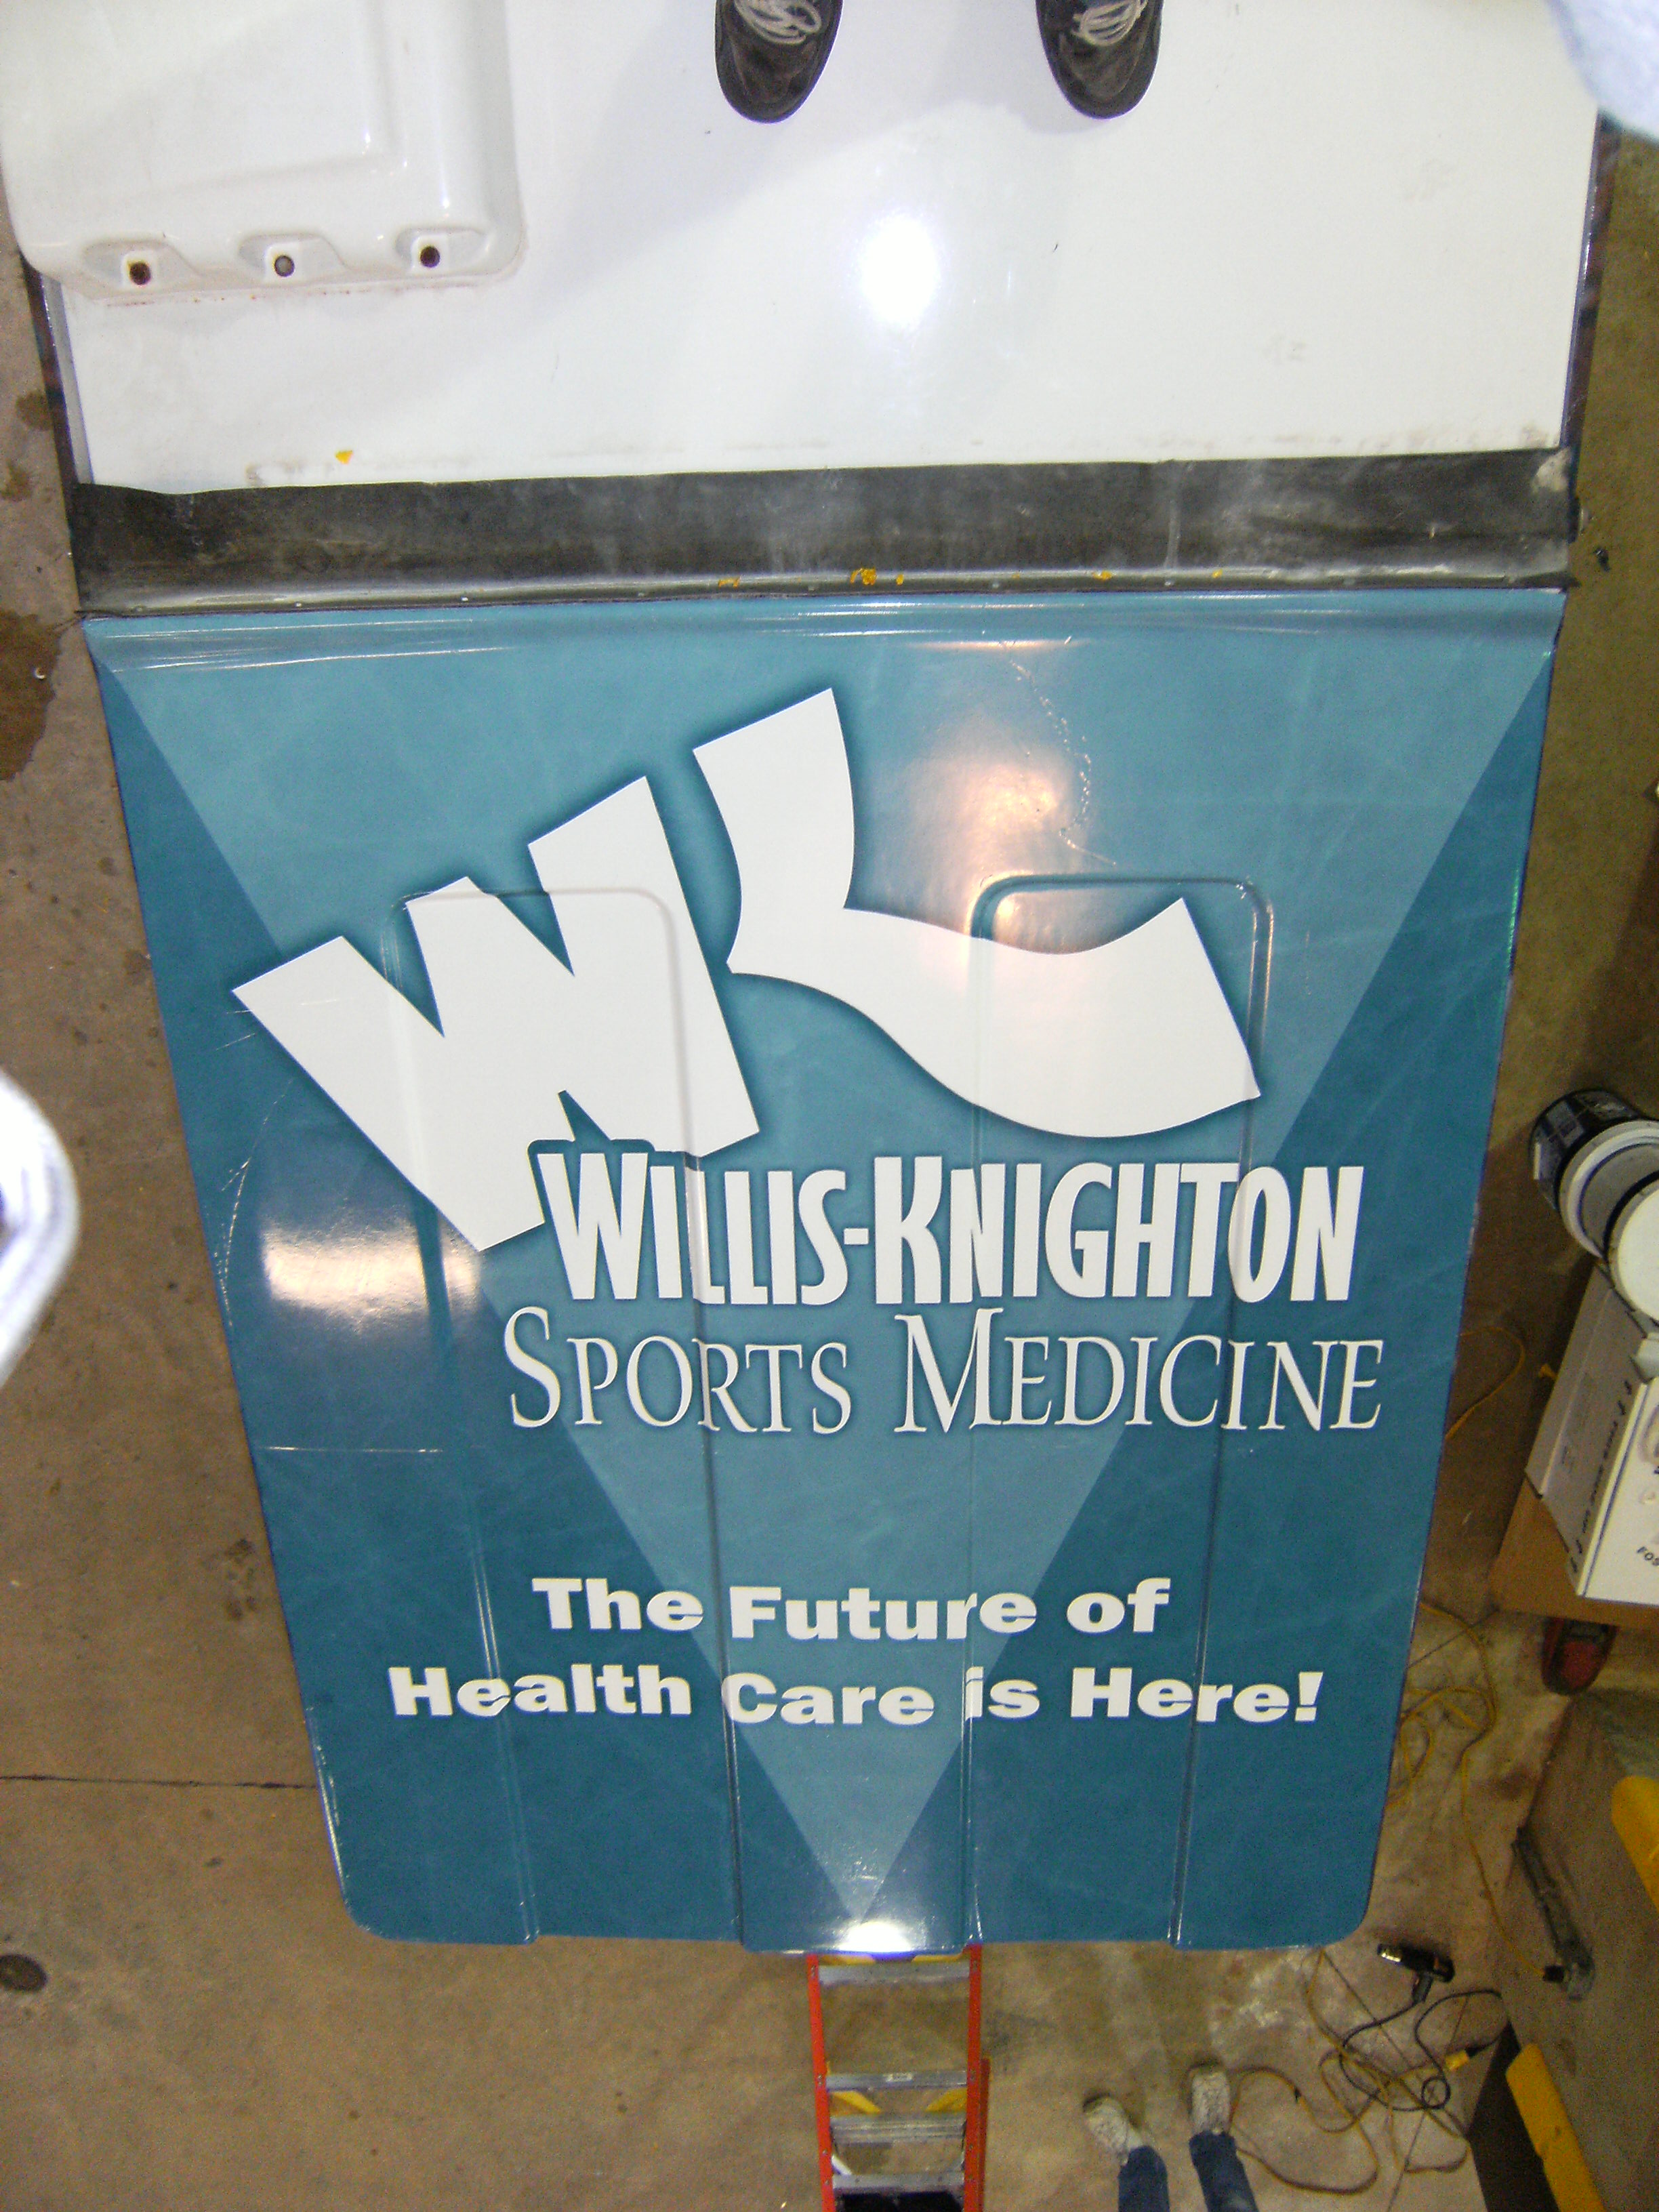 WK
WILLIS-KNIGHTON
SPORTS MEDICINE
The Future of
Health Care is Here!